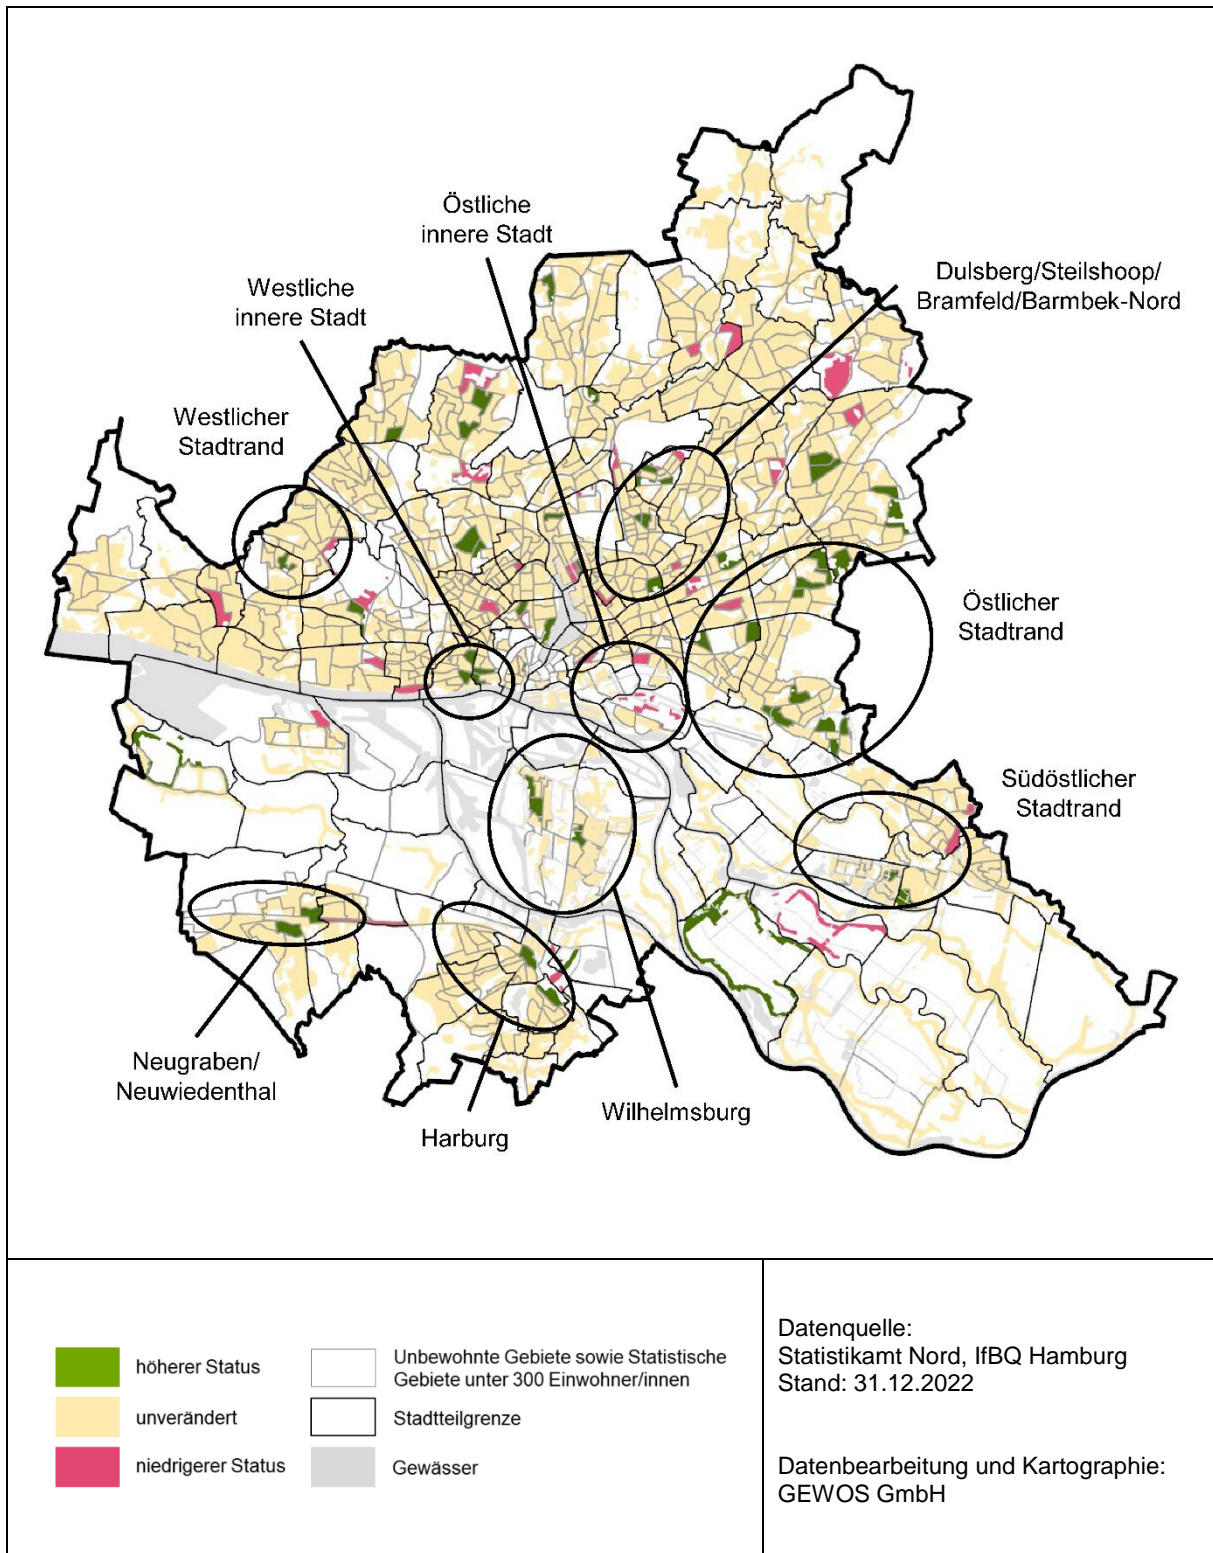 Östliche
innere Stadt
Westliche
innere Stadt
Dulsberg/Steilshoop/
Bramfeld/Barmbek-Nord
Westlicher
Stadtrand
Östlicher
Stadtrand
Südöstlicher
Stadtrand
Neugraben/
Neuwiedenthal
Harburg
Wilhelmsburg
höherer Status
unverändert
niedrigerer Status
Unbewohnte Gebiete sowie Statistische
Gebiete unter 300 Einwohner/innen
Stadtteilgrenze
Gewässer
Datenquelle:
Statistikamt Nord, IfBQ Hamburg
Stand: 31.12.2022
Datenbearbeitung und Kartographie:
GEWOS GmbH